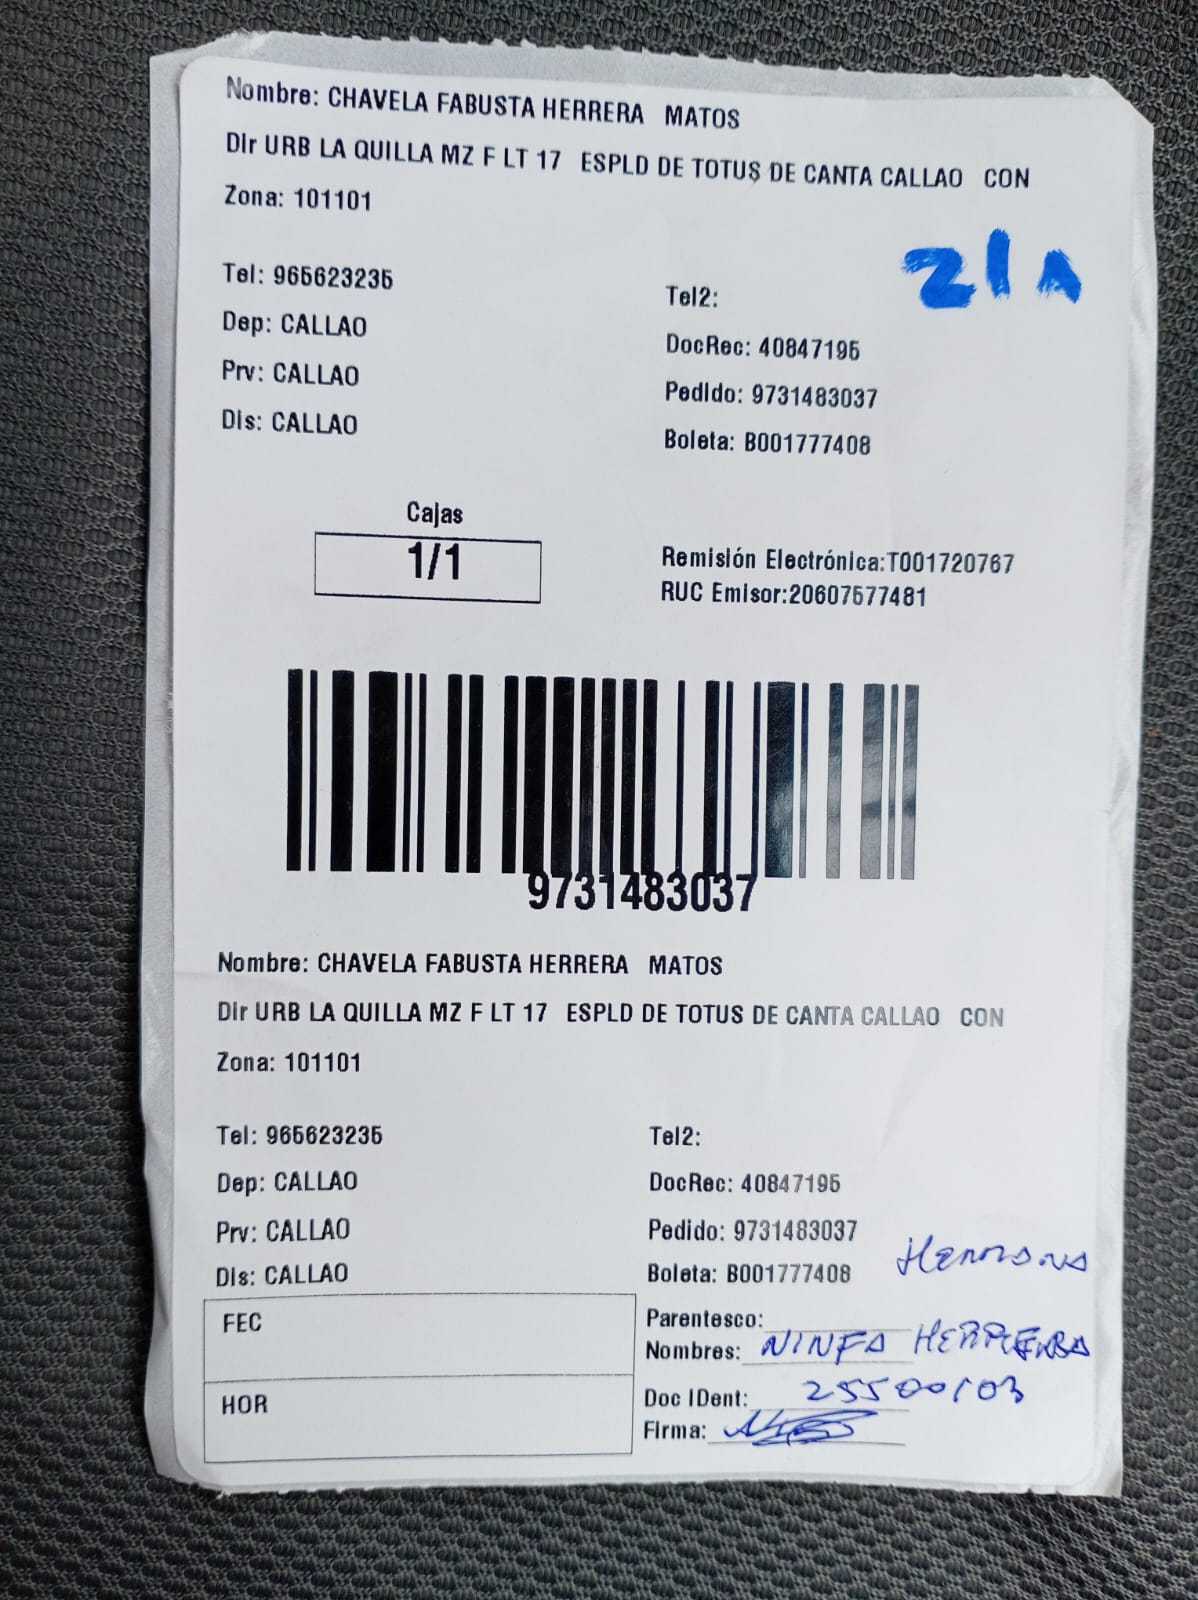 Nombre: CHAVELA FABUSTA HERRERA MATOS
DIr URB LA QUILLA MZ F LT 17 ESPLD DE TOTUS DE CANTA CALLAO CON
Zona: 101101
21A
Tel: 965623235
Tel2:
Dep: CALLAO
DocRec: 40847195
Prv: CALLAO
Pedido: 9731483037
Dis: CALLAO
Boleta: B001777408
Cajas
1/1
Remisión Electrónica:T001720767
RUC Emisor:20607577481
9731483037
Nombre: CHAVELA FABUSTA HERRERA MATOS
DIr URB LA QUILLA MZ F LT 17 ESPLD DE TOTUS DE CANTA CALLAO CON
Zona: 101101
Tel: 965623235
Tel2:
Dep: CALLAO
DocRec: 40847195
Prv: CALLAO
Pedido: 9731483037
Dis: CALLAO
Boleta: B001777408
Hermana
FEC
Parentesco:
Nombres: NINFA HERRERA
HOR
Doc IDent: 25500103
Firma: